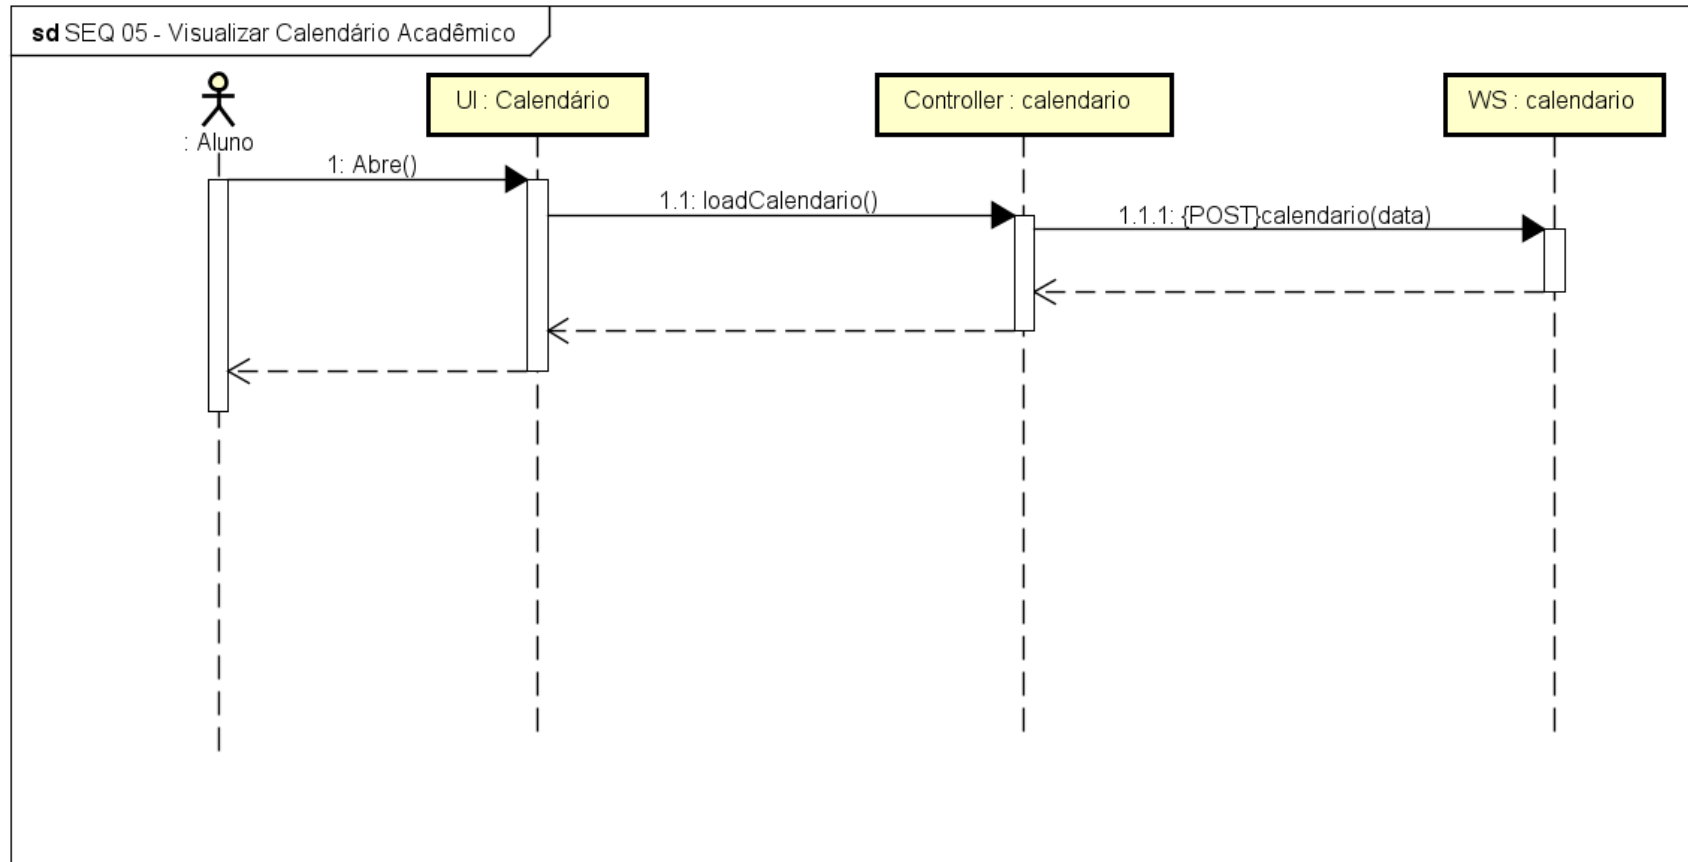 sd SEQ 05 - Visualizar Calendário Acadêmico
UI : Calendário
Controller : calendario
WS : calendario
: Aluno
1: Abre()
1.1: loadCalendario()
1.1.1: {POST}calendario(data)